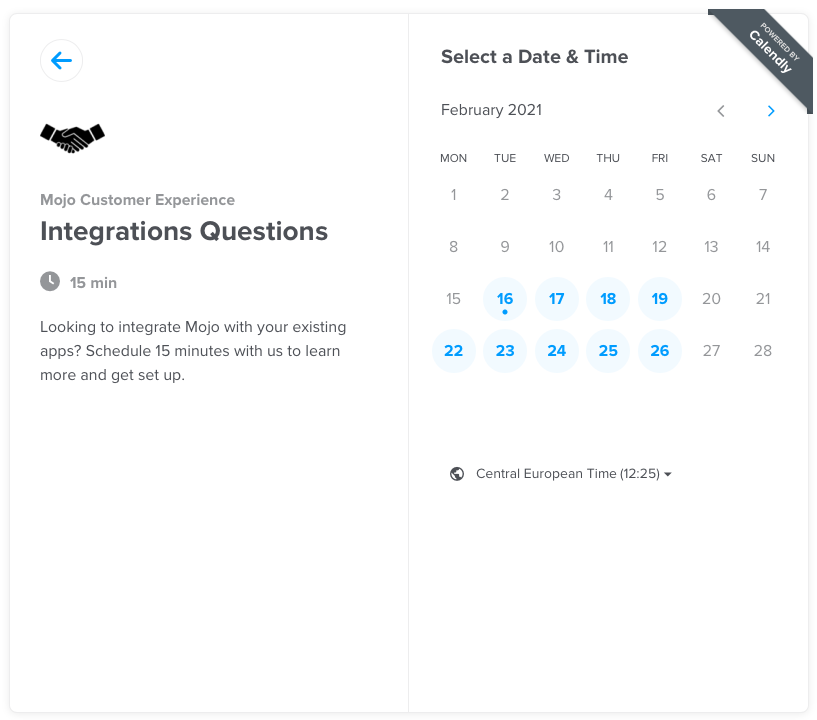 POWERED BY
Calendly
Mojo Customer Experience
Integrations Questions
15 min
Looking to integrate Mojo with your existing
apps? Schedule 15 minutes with us to learn
more and get set up.
Select a Date & Time
February 2021
MON TUE WED THU FRI SAT SUN
1 2 3 4 5 6 7
8 9 10 11 12 13 14
15 16 17 18 19 20 21
22 23 24 25 26 27 28
Central European Time (12:25)